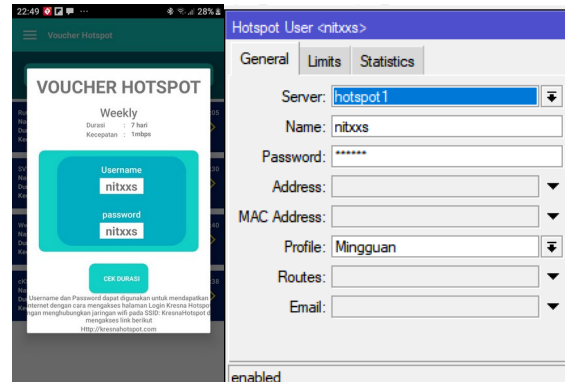 22:49
28%
Voucher Hotspot
VOUCHER HOTSPOT
Weekly
Durasi : 7 hari
Kecepatan : 1mbps
Username
nitxxs
password
nitxxs
CEK DURASI
Username dan Password dapat digunakan untuk mendapatkan
internet dengan cara mengakses halaman Login Kresna Hotspo
ngan menghubungkan jaringan wifi pada SSID: KresnaHotspot d
mengakses link berikut
Http://kresnahotspot.com
Hotspot User <nitxxs>
General Limits Statistics
Server: hotspot1
Name: nitxxs
Password: ******
Address:
MAC Address:
Profile: Mingguan
Routes:
Email:
enabled